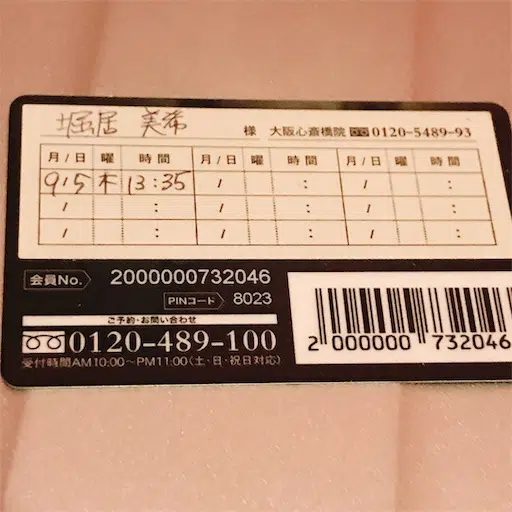 堀居 美希 様 大阪心斎橋院 0120-5489-93
月/日 曜 時間 月/日 曜 時間 月/日 曜 時間
9/5 木 13:35 / : / :
/ : / : / :
/ : / : / :
会員No. 2000000732046
PINコード 8023
ご予約・お問い合わせ
0120-489-100
受付時間AM10:00～PM11:00(土・日・祝日対応)
2 000000 732046